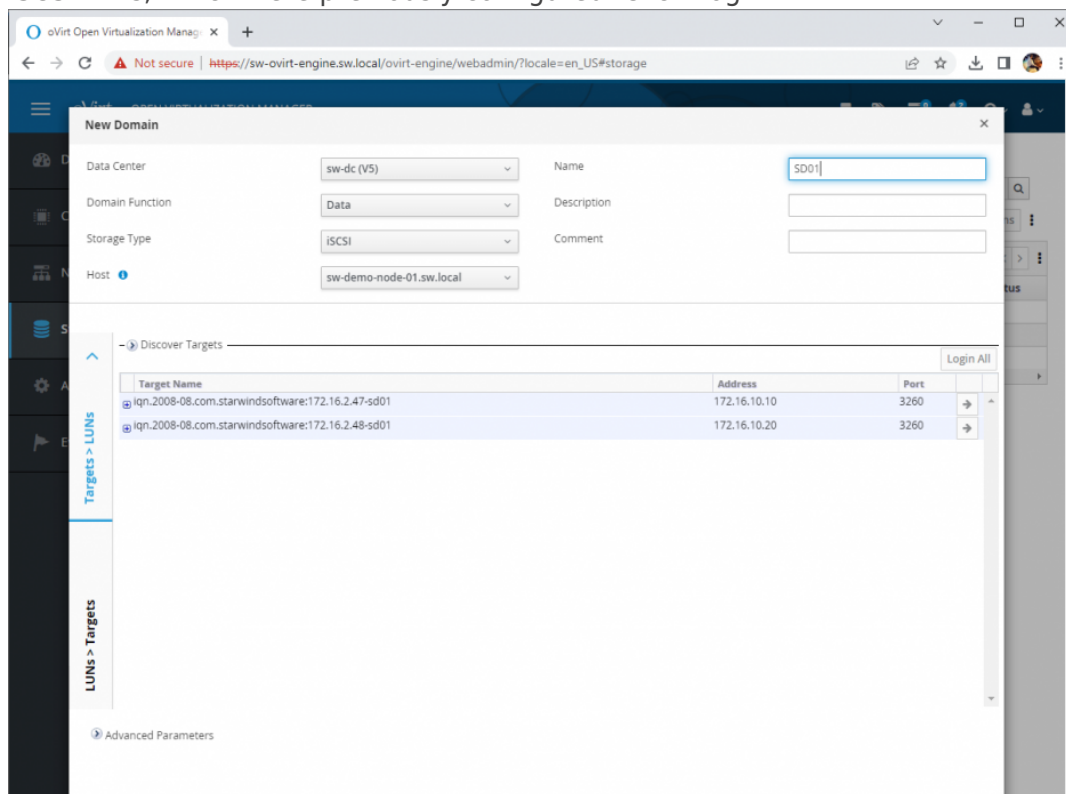 oVirt Open Virtualization Manag
Not secure | https://sw-ovirt-engine.sw.local/ovirt-engine/webadmin/?locale=en_US#storage
New Domain
Data Center sw-dc (V5) Name SD01
Domain Function Data Description
Storage Type iSCSI Comment
Host sw-demo-node-01.sw.local
tus
Discover Targets
Login All
Target Name Address Port
iqn.2008-08.com.starwindsoftware:172.16.2.47-sd01 172.16.10.10 3260
iqn.2008-08.com.starwindsoftware:172.16.2.48-sd01 172.16.10.20 3260
Targets > LUNs
LUNs > Targets
Advanced Parameters